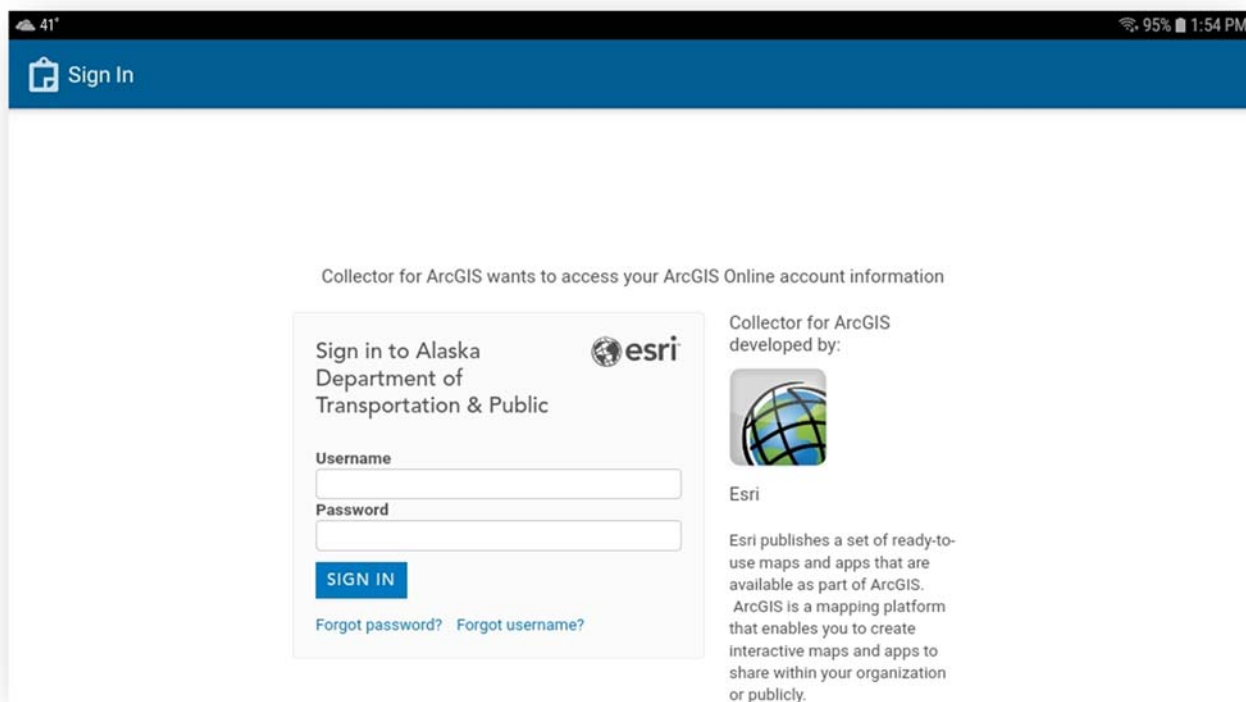 41°
95% 1:54 PM
Sign In
Collector for ArcGIS wants to access your ArcGIS Online account information
Sign in to Alaska
Department of
Transportation & Public
esri
Username
Password
SIGN IN
Forgot password? Forgot username?
Collector for ArcGIS
developed by:
Esri
Esri publishes a set of ready-to-
use maps and apps that are
available as part of ArcGIS.
ArcGIS is a mapping platform
that enables you to create
interactive maps and apps to
share within your organization
or publicly.